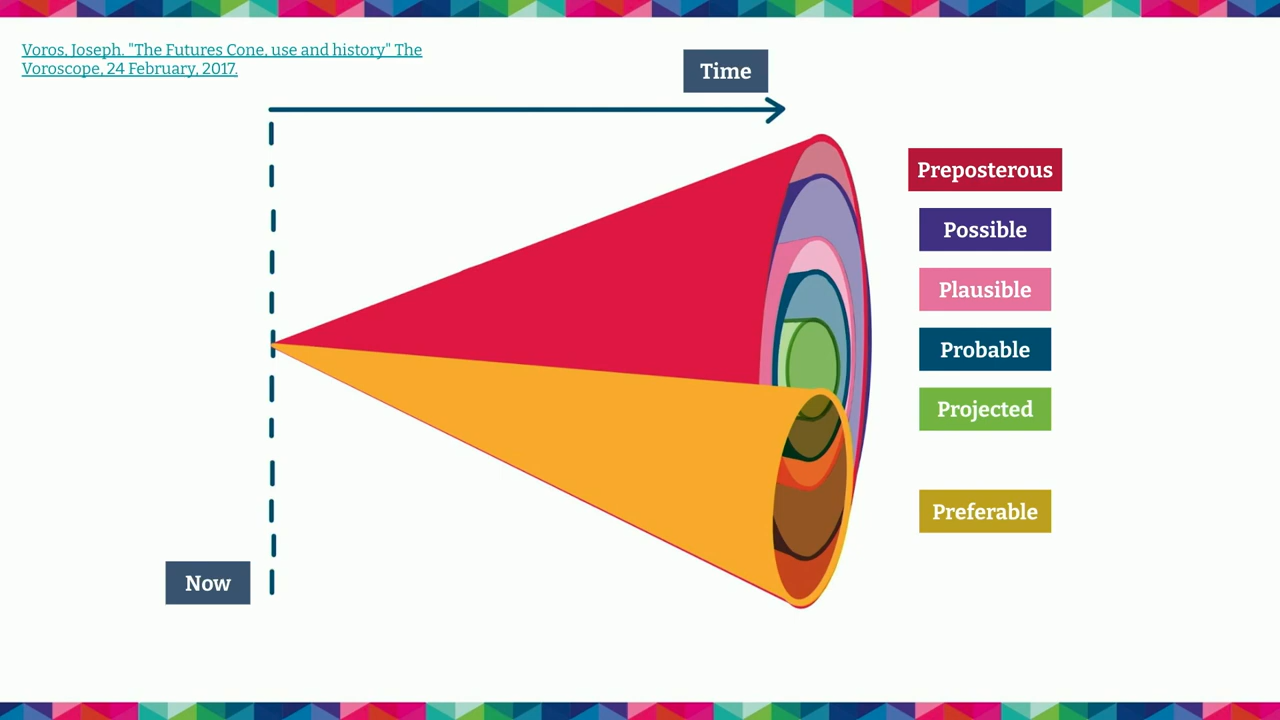 Voros, Joseph. "The Futures Cone, use and history" The
Voroscope, 24 February, 2017.
Time
Preposterous
Possible
Plausible
Probable
Projected
Preferable
Now